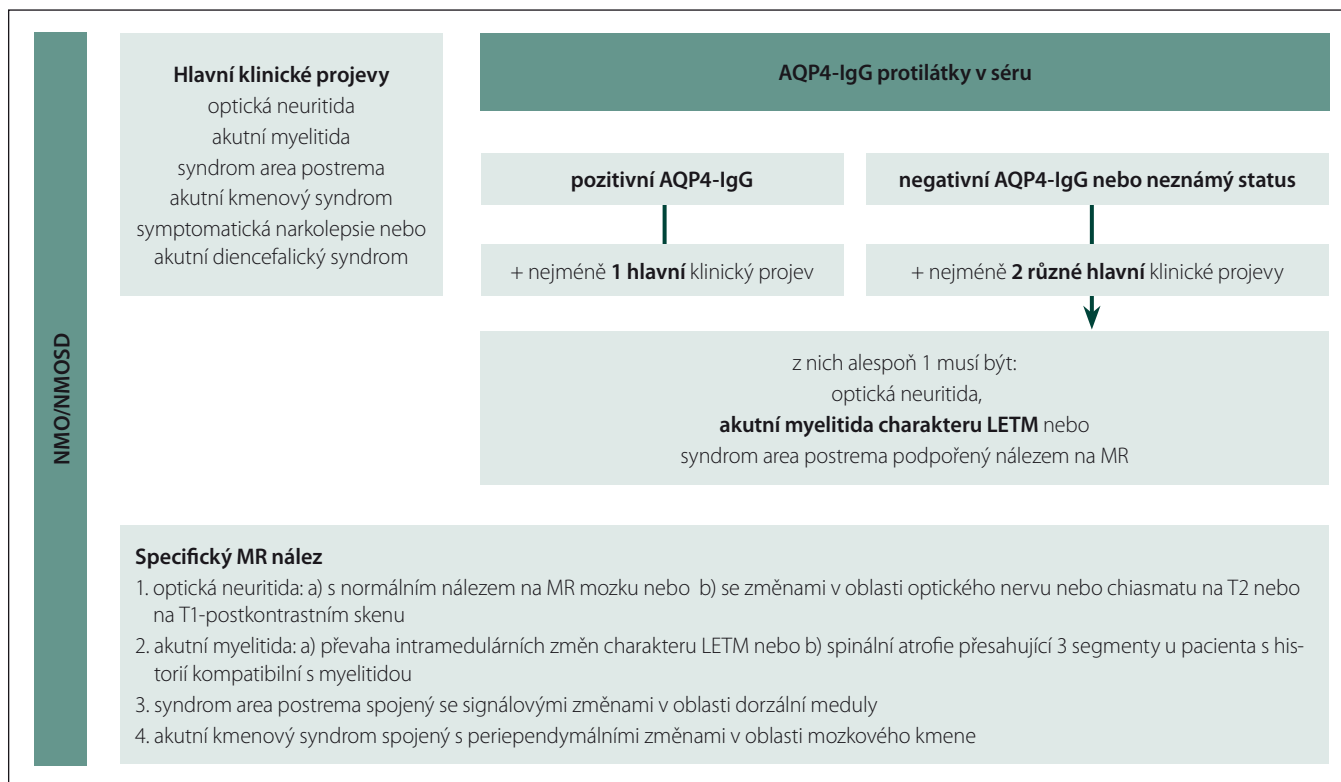 NMO/NMOSD
Hlavní klinické projevy
optická neuritida
akutní myelitida
syndrom area postrema
akutní kmenový syndrom
symptomatická narkolepsie nebo
akutní diencefalický syndrom
AQP4-IgG protilátky v séru
pozitivní AQP4-IgG
negativní AQP4-IgG nebo neznámý status
+ nejméně 1 hlavní klinický projev
+ nejméně 2 různé hlavní klinické projevy
z nich alespoň 1 musí být:
optická neuritida,
akutní myelitida charakteru LETM nebo
syndrom area postrema podpořený nálezem na MR
Specifický MR nález
1. optická neuritida: a) s normálním nálezem na MR mozku nebo b) se změnami v oblasti optického nervu nebo chiasmatu na T2 nebo
na T1-postkontrastním skenu
2. akutní myelitida: a) převaha intramedulárních změn charakteru LETM nebo b) spinální atrofie přesahující 3 segmenty u pacienta s his-
torií kompatibilní s myelitidou
3. syndrom area postrema spojený se signálovými změnami v oblasti dorzální meduly
4. akutní kmenový syndrom spojený s periependymálními změnami v oblasti mozkového kmene